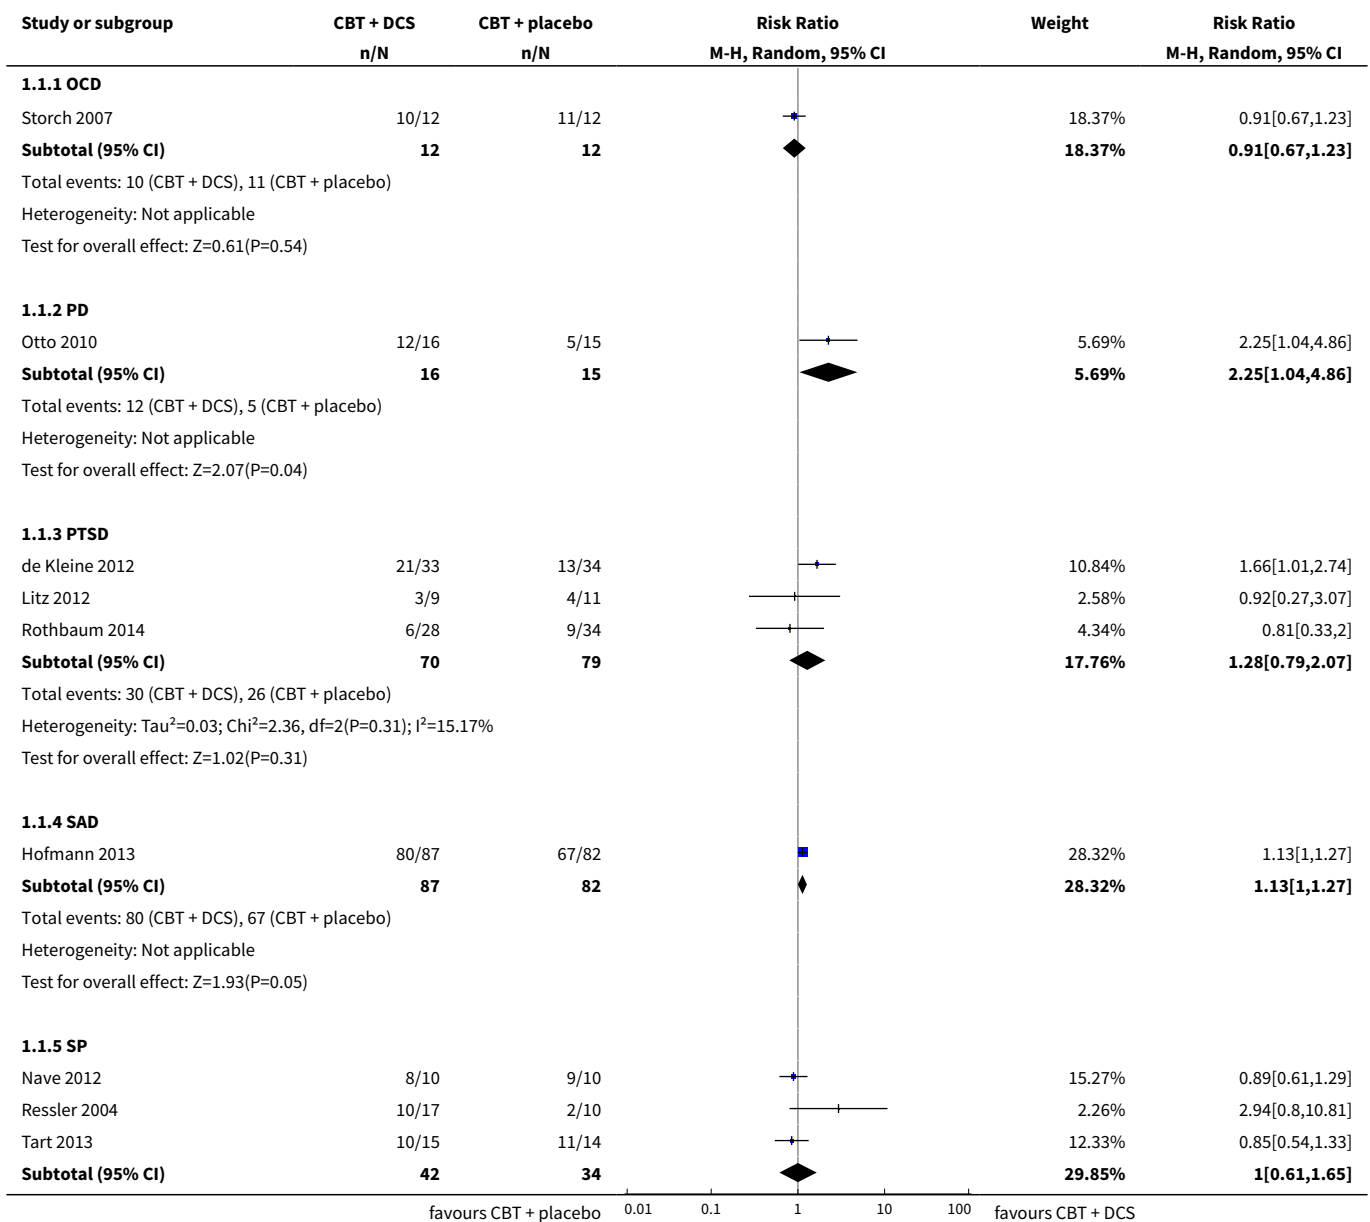 Study or subgroup CBT + DCS CBT + placebo Risk Ratio Weight Risk Ratio
n/N n/N M-H, Random, 95% CI M-H, Random, 95% CI
1.1.1 OCD
Storch 2007 10/12 11/12 18.37% 0.91[0.67,1.23]
Subtotal (95% CI) 12 12 18.37% 0.91[0.67,1.23]
Total events: 10 (CBT + DCS), 11 (CBT + placebo)
Heterogeneity: Not applicable
Test for overall effect: Z=0.61(P=0.54)
1.1.2 PD
Otto 2010 12/16 5/15 5.69% 2.25[1.04,4.86]
Subtotal (95% CI) 16 15 5.69% 2.25[1.04,4.86]
Total events: 12 (CBT + DCS), 5 (CBT + placebo)
Heterogeneity: Not applicable
Test for overall effect: Z=2.07(P=0.04)
1.1.3 PTSD
de Kleine 2012 21/33 13/34 10.84% 1.66[1.01,2.74]
Litz 2012 3/9 4/11 2.58% 0.92[0.27,3.07]
Rothbaum 2014 6/28 9/34 4.34% 0.81[0.33,2]
Subtotal (95% CI) 70 79 17.76% 1.28[0.79,2.07]
Total events: 30 (CBT + DCS), 26 (CBT + placebo)
Heterogeneity: Tau²=0.03; Chi²=2.36, df=2(P=0.31); I²=15.17%
Test for overall effect: Z=1.02(P=0.31)
1.1.4 SAD
Hofmann 2013 80/87 67/82 28.32% 1.13[1,1.27]
Subtotal (95% CI) 87 82 28.32% 1.13[1,1.27]
Total events: 80 (CBT + DCS), 67 (CBT + placebo)
Heterogeneity: Not applicable
Test for overall effect: Z=1.93(P=0.05)
1.1.5 SP
Nave 2012 8/10 9/10 15.27% 0.89[0.61,1.29]
Ressler 2004 10/17 2/10 2.26% 2.94[0.8,10.81]
Tart 2013 10/15 11/14 12.33% 0.85[0.54,1.33]
Subtotal (95% CI) 42 34 29.85% 1[0.61,1.65]
favours CBT + placebo 0.01 0.1 1 10 100 favours CBT + DCS